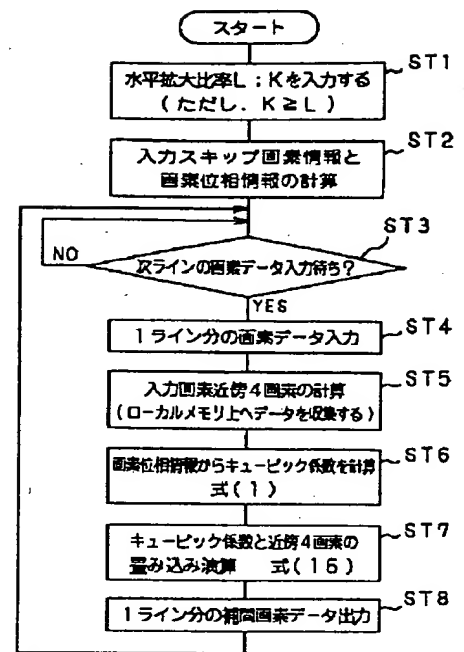 スタート
水平拡大比率L:Kを入力する
(ただし.K≧L)
ST1
入力スキップ画素情報と
画素位相情報の計算
ST2
次ラインの画素データ入力待ち?
ST3
NO
YES
1ライン分の画素データ入力
ST4
入力画素近傍4画素の計算
(ローカルメモリ上へデータを収集する)
ST5
画素位相情報からキュービック係数を計算
式(1)
ST6
キュービック係数と近傍4画素の
畳み込み演算 式(15)
ST7
1ライン分の補間画素データ出力
ST8